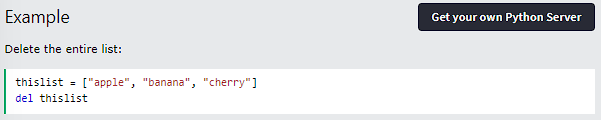 Example
Get your own Python Server
Delete the entire list:
thislist = ["apple", "banana", "cherry"]
del thislist